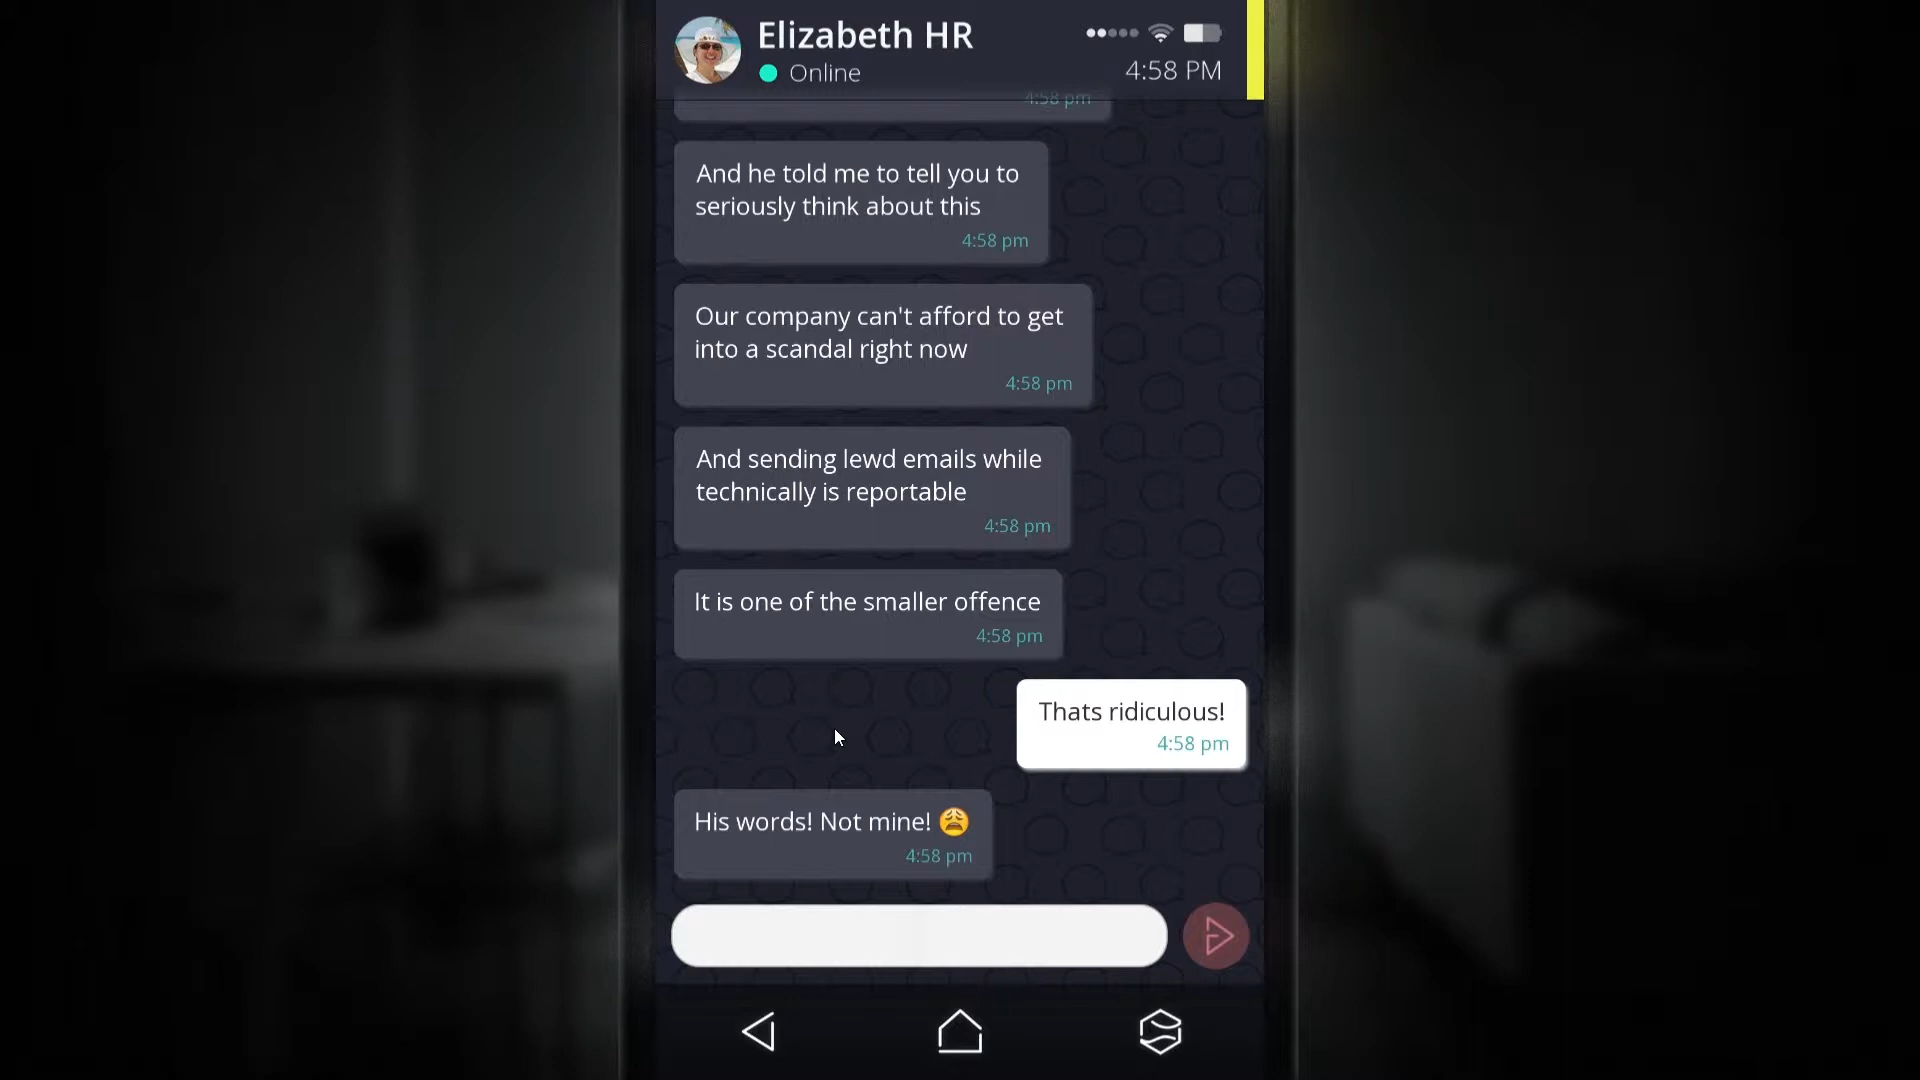 Elizabeth HR
Online
4:58 PM
4:58 pm
And he told me to tell you to
seriously think about this
4:58 pm
Our company can't afford to get
into a scandal right now
4:58 pm
And sending lewd emails while
technically is reportable
4:58 pm
It is one of the smaller offence
4:58 pm
Thats ridiculous!
4:58 pm
His words! Not mine! 😩
4:58 pm